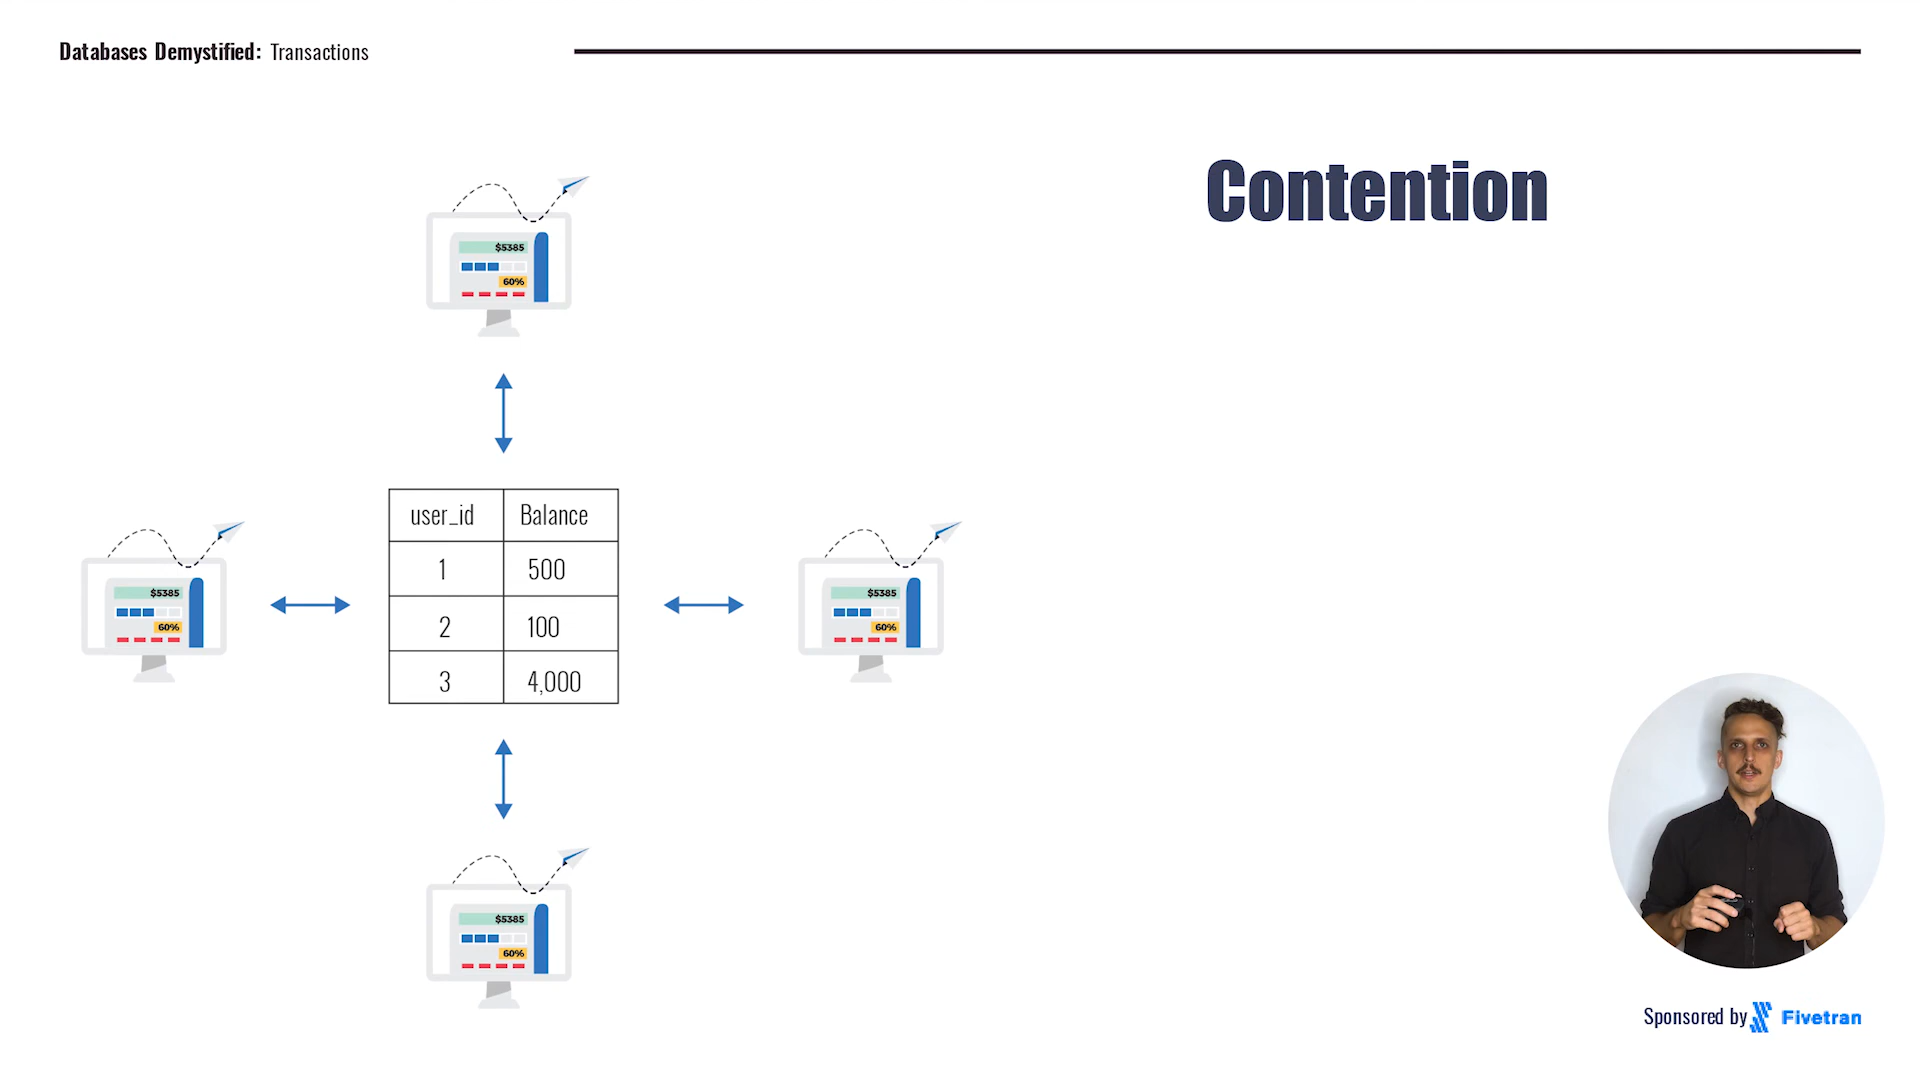 Databases Demystified: Transactions
Contention
$5385
60%
user_id Balance
1 500
2 100
3 4,000
$5385
60%
$5385
60%
$5385
60%
Sponsored by Fivetran